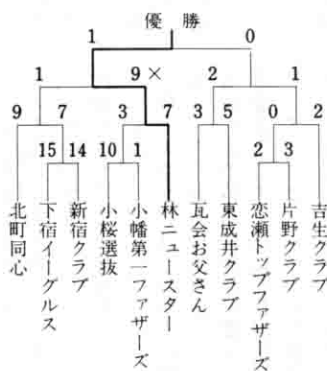 優勝
1 0
1 9× 2 1
9 7 3 7 3 5 0 2
15 14 10 1 2 3
北町同心
下宿イーグルス
新宿クラブ
小桜選抜
小幡第一ファザーズ
林ニュースター
瓦会お父さん
東成井クラブ
恋瀬トップファザーズ
片野クラブ
吉生クラブ